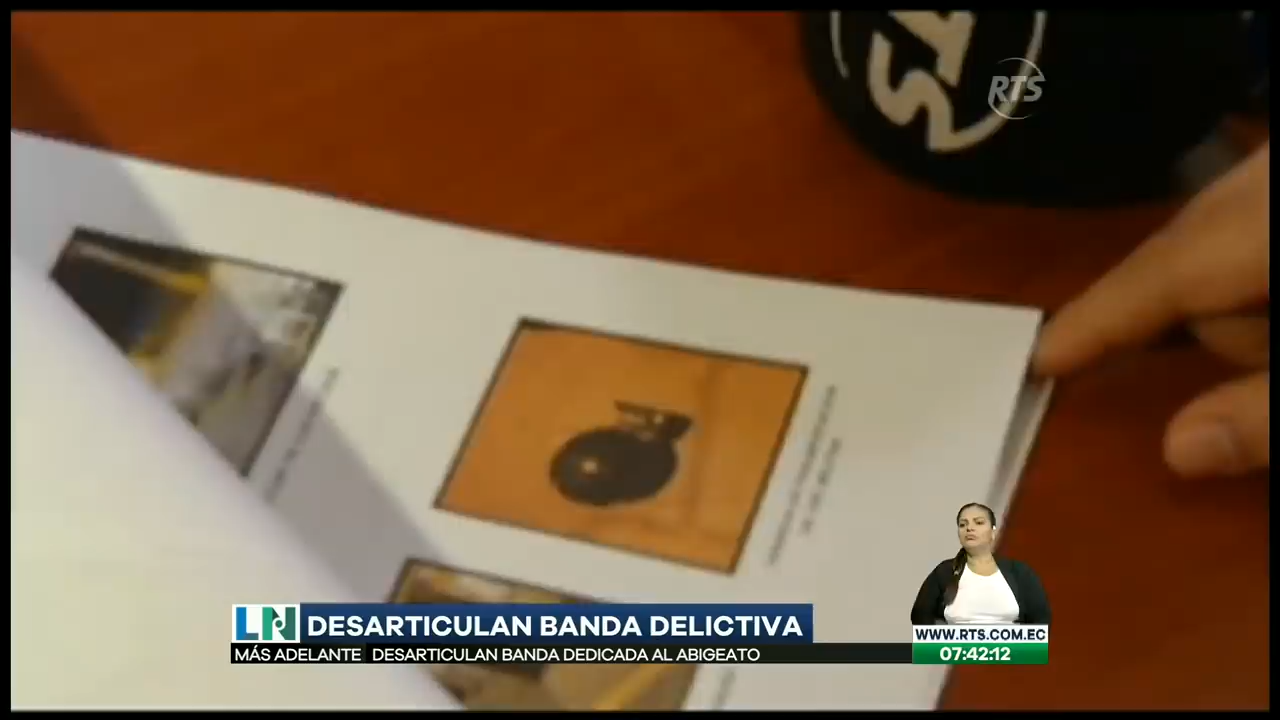 RTS
RTS
LN DESARTICULAN BANDA DELICTIVA
MÁS ADELANTE DESARTICULAN BANDA DEDICADA AL ABIGEATO
WWW.RTS.COM.EC
07:42:12